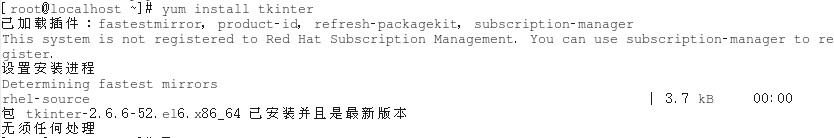 [ root@localhost ~]# yum install tkinter
已加载插件：fastestmirror, product-id, refresh-packagekit, subscription-manager
This system is not registered to Red Hat Subscription Management. You can use subscription-manager to re
gister.
设置安装进程
Determining fastest mirrors
rhel-source | 3.7 kB 00:00
包 tkinter-2.6.6-52.el6.x86_64 已安装并且是最新版本
无须任何处理